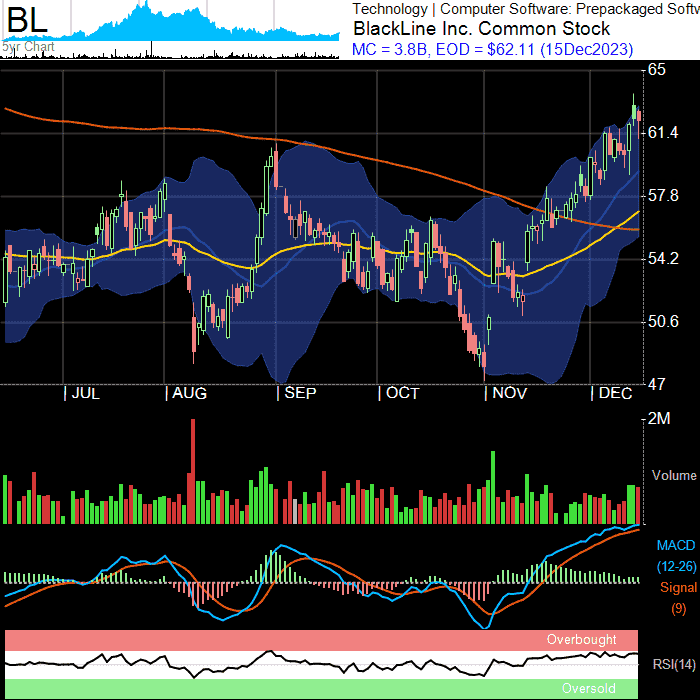 BL
5yr Chart
Technology | Computer Software: Prepackaged Softw
BlackLine Inc. Common Stock
MC = 3.8B, EOD = $62.11 (15Dec2023)
65
61.4
57.8
54.2
50.6
47
| JUL | AUG | SEP | OCT | NOV | DEC
2M
Volume
MACD
(12-26)
Signal
(9)
Overbought
RSI(14)
Oversold